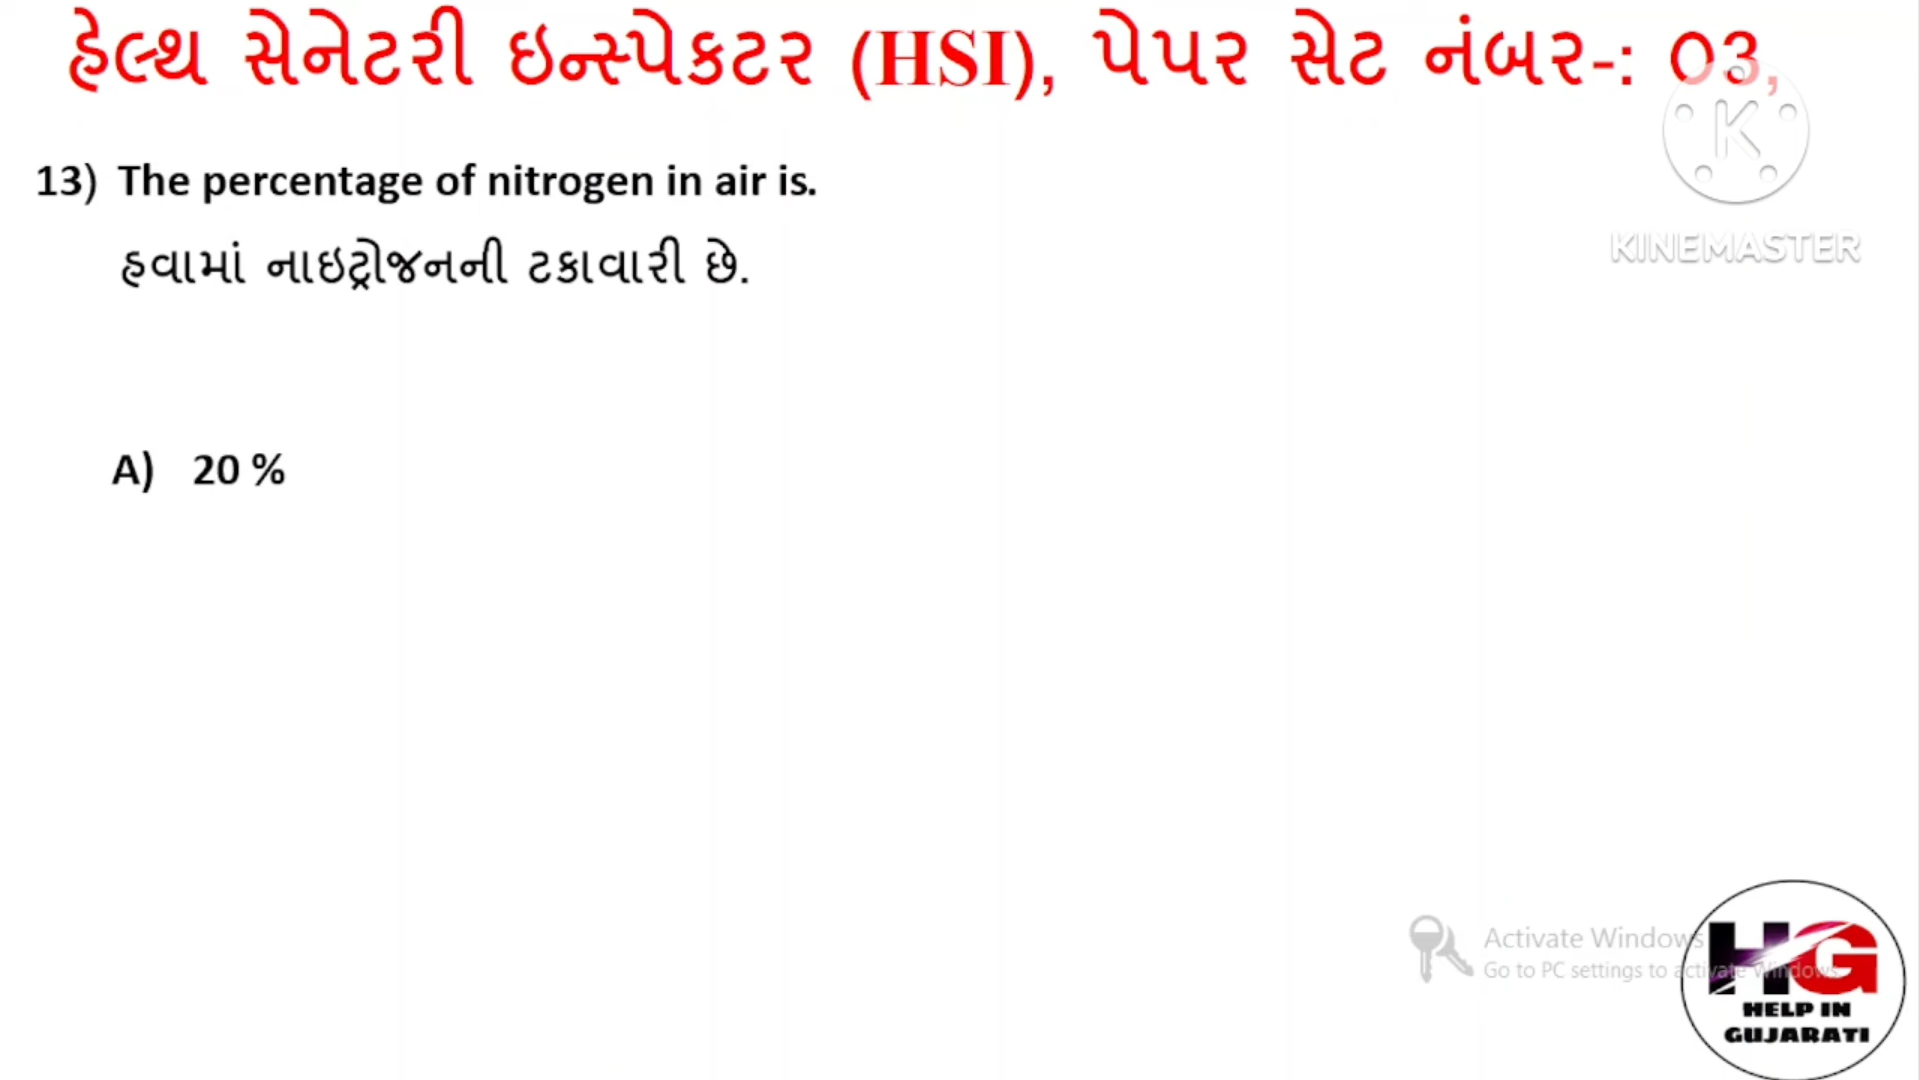 હેલ્થ સેનેટરી ઇન્સ્પેકટર (HSI), પેપર સેટ નંબર-: 03,
K
KINEMASTER
13) The percentage of nitrogen in air is.
હવામાં નાઇટ્રોજનની ટકાવારી છે.
A) 20 %
Activate Windows
Go to PC settings to activate Windows.
HG
HELP IN
GUJARATI